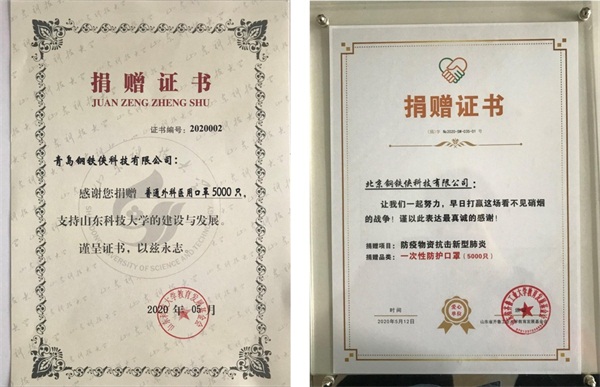 捐赠证书
JUAN ZENG ZHENG SHU
证书编号：2020002
青岛钢铁侠科技有限公司：
感谢您捐赠 普通外科医用口罩5000只，
支持山东科技大学的建设与发展。
谨呈证书，以兹永志。
2020 年 05 月
捐赠证书
北京钢铁侠科技有限公司：
让我们一起努力，早日打赢这场看不见硝烟
的战争！谨以此表达最真诚的感谢！
捐赠项目：防疫物资抗击新型肺炎
捐赠品类：一次性防护口罩（5000只）
时间
2020年5月12日
爱心